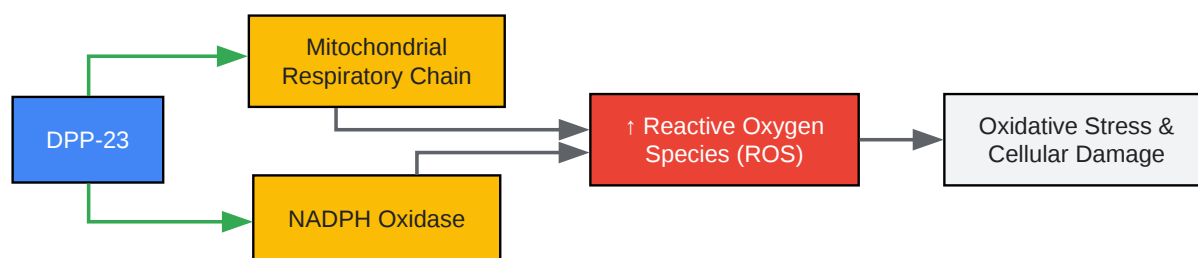 DPP-23
Mitochondrial
Respiratory Chain
NADPH Oxidase
↑ Reactive Oxygen
Species (ROS)
Oxidative Stress &
Cellular Damage